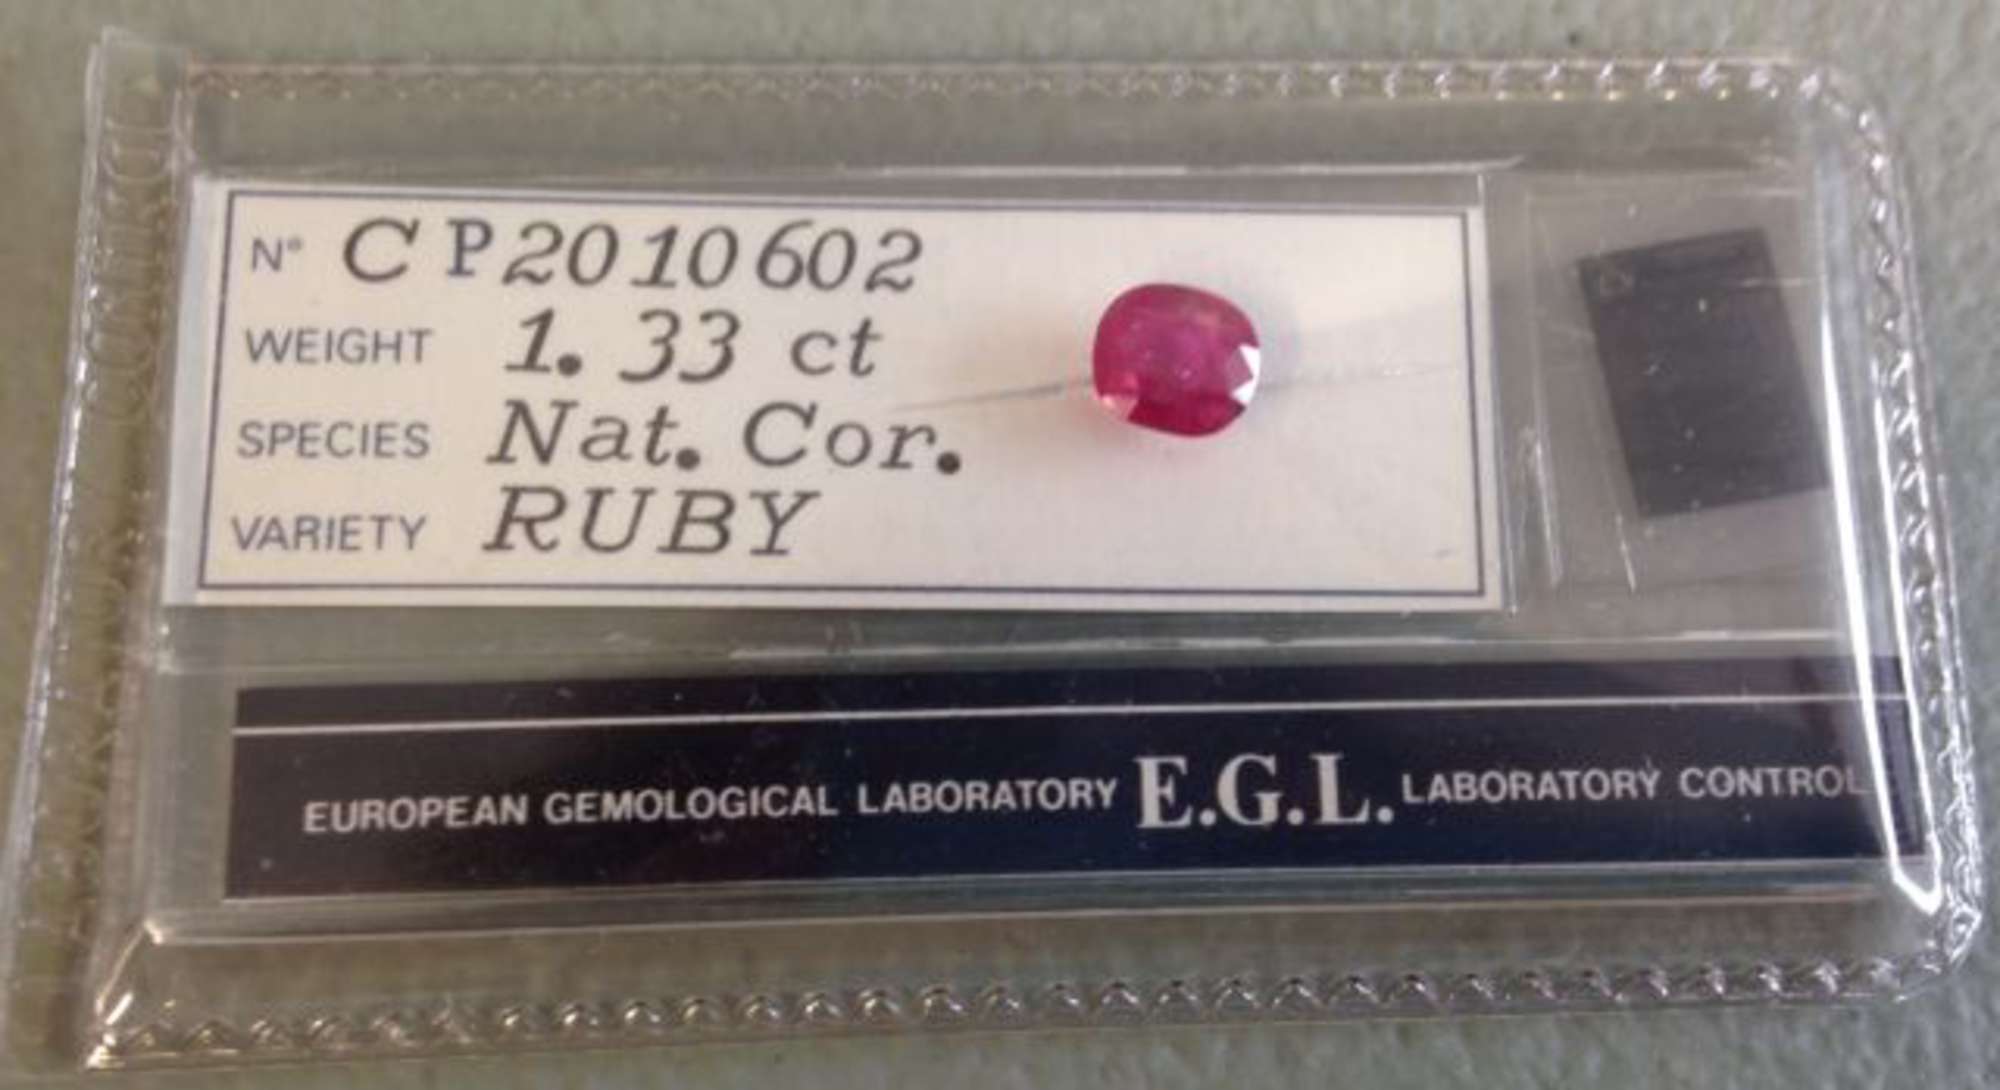 N° CP2010602
WEIGHT 1.33 ct
SPECIES Nat. Cor.
VARIETY RUBY
EUROPEAN GEMOLOGICAL LABORATORY E.G.L. LABORATORY CONTROL